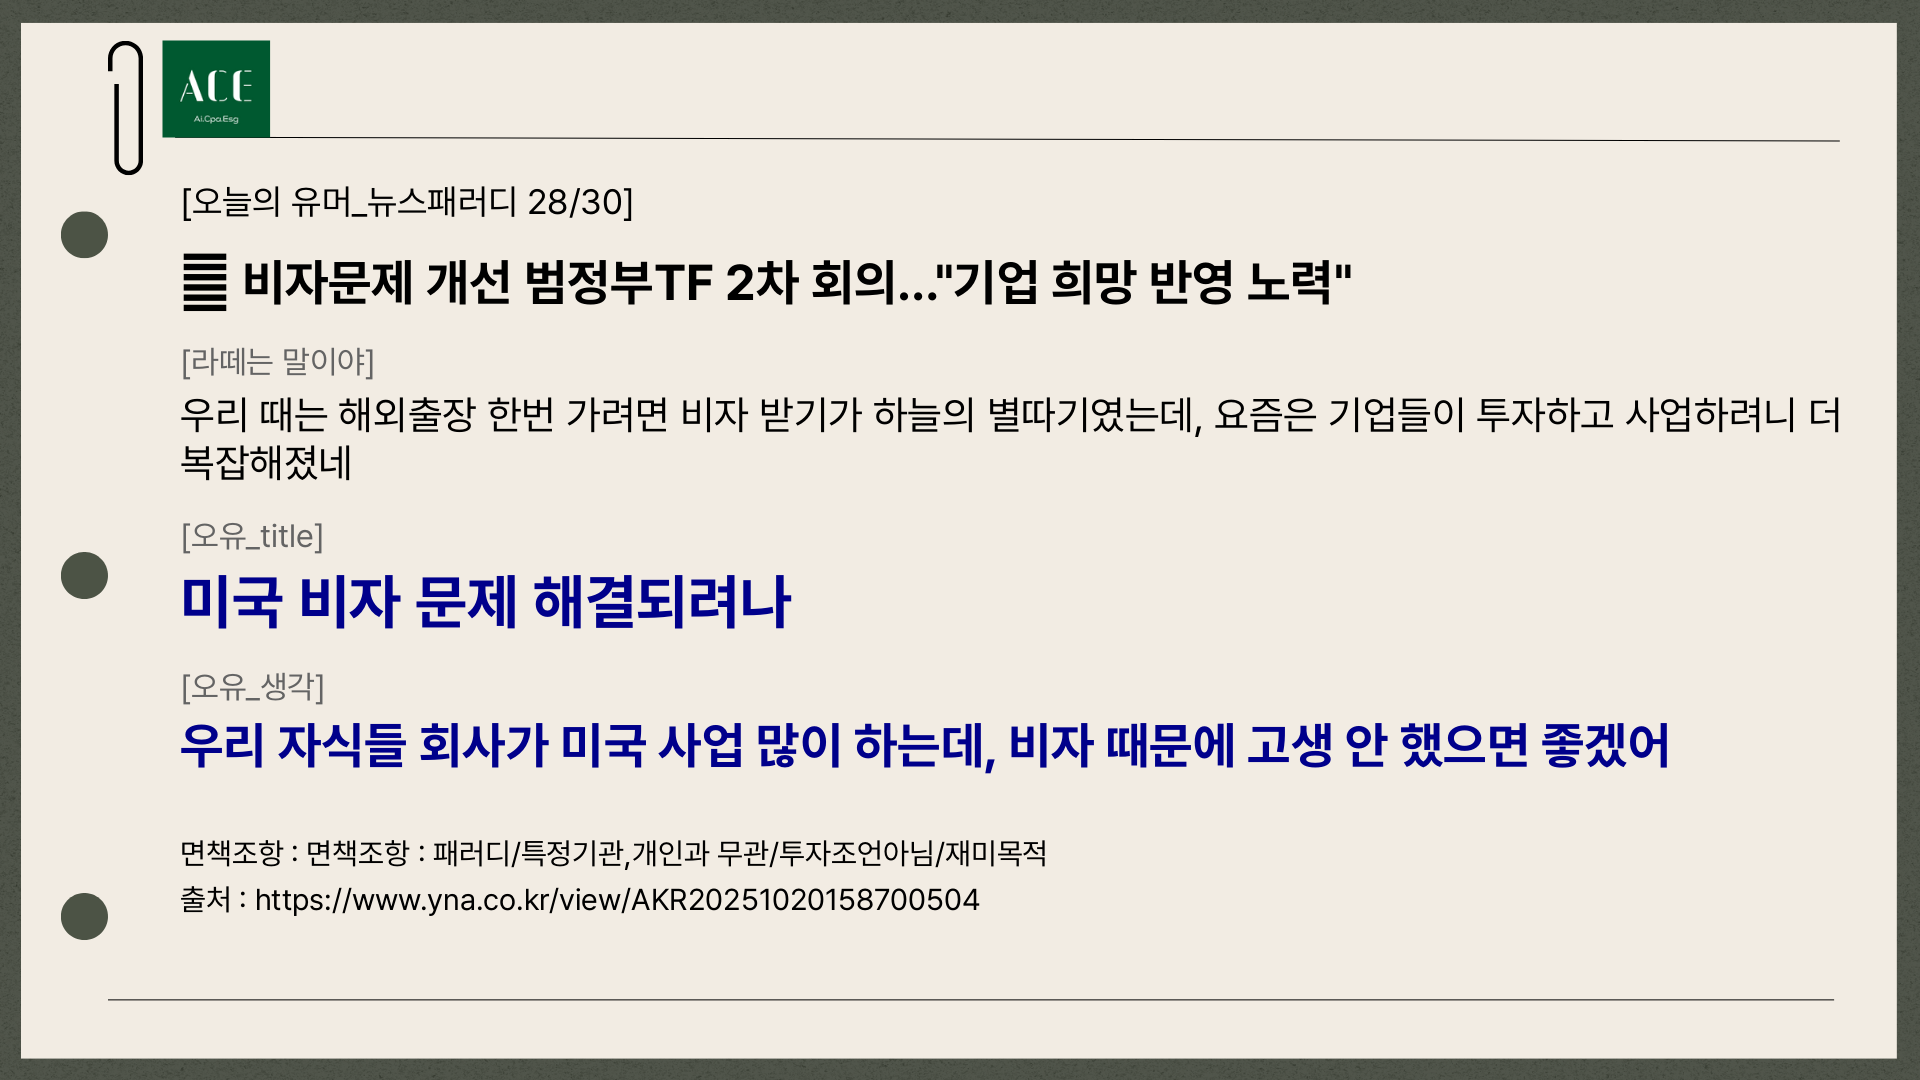 ACE
Ai.Cpa.Esg
[오늘의 유머_뉴스패러디 28/30]
비자문제 개선 범정부TF 2차 회의..."기업 희망 반영 노력"
[라떼는 말이야]
우리 때는 해외출장 한번 가려면 비자 받기가 하늘의 별따기였는데, 요즘은 기업들이 투자하고 사업하려니 더
복잡해졌네
[오유_title]
미국 비자 문제 해결되려나
[오유_생각]
우리 자식들 회사가 미국 사업 많이 하는데, 비자 때문에 고생 안 했으면 좋겠어
면책조항 : 면책조항 : 패러디/특정기관,개인과 무관/투자조언아님/재미목적
출처 : https://www.yna.co.kr/view/AKR20251020158700504